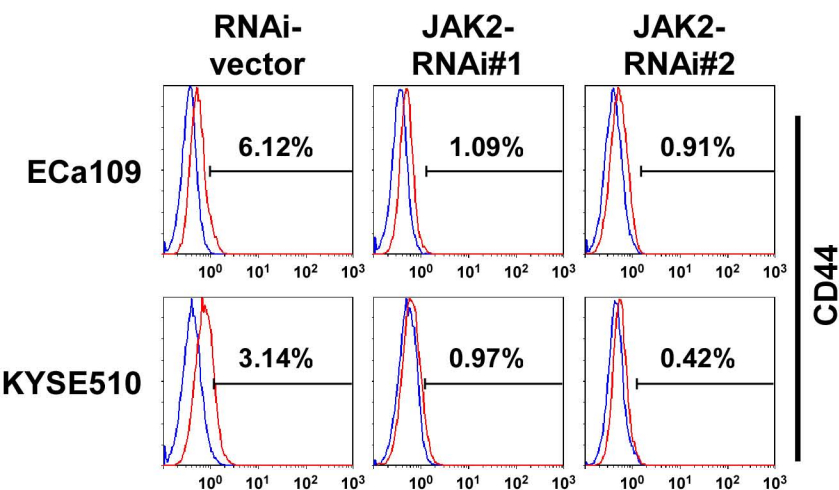 RNAi-
vector
JAK2-
RNAi#1
JAK2-
RNAi#2
ECa109
6.12%
1.09%
0.91%
10⁰ 10¹ 10² 10³
10⁰ 10¹ 10² 10³
10⁰ 10¹ 10² 10³
KYSE510
3.14%
0.97%
0.42%
10⁰ 10¹ 10² 10³
10⁰ 10¹ 10² 10³
10⁰ 10¹ 10² 10³
CD44